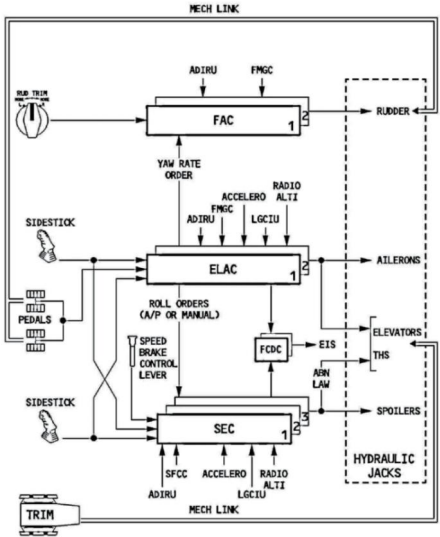 MECH LINK
ADIRU
FMGC
RUD TRIM
FAC
1
2
RUDDER
YAW RATE
ORDER
RADIO
ALTI
ACCELERO
FMGC
ADIRU
LGCIU
SIDESTICK
ELAC
1
2
AILERONS
ROLL ORDERS
(A/P OR MANUAL)
PEDALS
SPEED
BRAKE
CONTROL
LEVER
FCDC
EIS
ELEVATORS
THS
ABN
LAW
SIDESTICK
SEC
1
2
3
SPOILERS
SFCC
ACCELERO
RADIO
ALTI
ADIRU
LGCIU
HYDRAULIC
JACKS
MECH LINK
TRIM